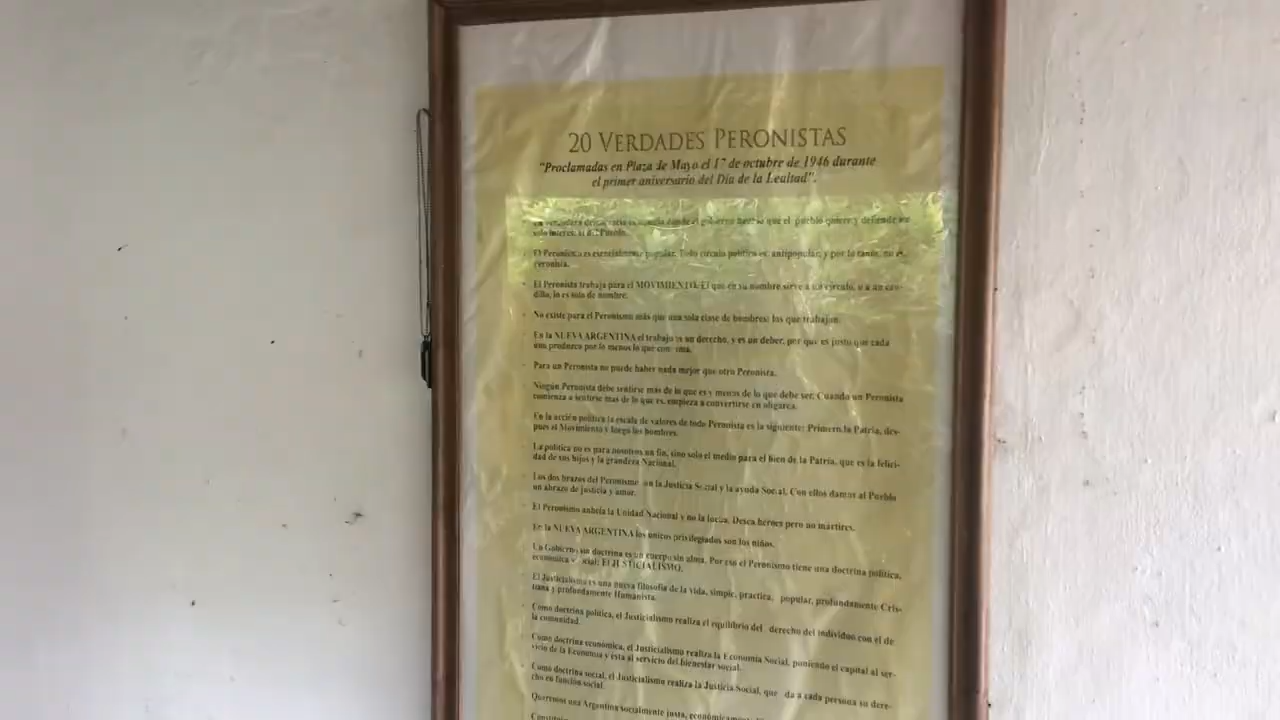 20 VERDADES PERONISTAS
"Proclamadas en Plaza de Mayo el 17 de octubre de 1946 durante
el primer aniversario del Día de la Lealtad".
democracia es aquella donde el gobierno hace lo que el pueblo quiere y defiende un
solo interés: el del Pueblo.
El Peronismo es esencialmente popular. Todo círculo político es antipopular, y por lo tanto, no es
Peronista.
El Peronista trabaja para el MOVIMIENTO. El que en su nombre sirve a un círculo, o a un cau-
dillo, lo es solo de nombre.
No existe para el Peronismo más que una sola clase de hombres: los que trabajan.
En la NUEVA ARGENTINA el trabajo es un derecho, y es un deber, por que es justo que cada
uno produzca por lo menos lo que consuma.
Para un Peronista no puede haber nada mejor que otro Peronista.
Ningún Peronista debe sentirse más de lo que es y menos de lo que debe ser. Cuando un Peronista
comienza a sentirse mas de lo que es, empieza a convertirse en oligarca.
En la acción política la escala de valores de todo Peronista es la siguiente: Primero la Patria, des-
pues el Movimiento y luego los hombres.
La política no es para nosotros un fin, sino solo el medio para el bien de la Patria, que es la felici-
dad de sus hijos y la grandeza Nacional.
Los dos brazos del Peronismo son la Justicia Social y la ayuda Social. Con ellos damos al Pueblo
un abrazo de justicia y amor.
El Peronismo anhela la Unidad Nacional y no la lucha. Desea héroes pero no mártires.
En la NUEVA ARGENTINA los únicos privilegiados son los niños.
Un Gobierno sin doctrina es un cuerpo sin alma. Por eso el Peronismo tiene una doctrina política,
económica y social: El JUSTICIALISMO.
El Justicialismo es una nueva filosofía de la vida, simple, practica, popular, profundamente Cris-
tiana y profundamente Humanista.
Como doctrina política, el Justicialismo realiza el equilibrio del derecho del individuo con el de
la comunidad.
Como doctrina económica, el Justicialismo realiza la Economía Social, poniendo el capital al ser-
vicio de la Economía y ésta al servicio del bienestar social.
Como doctrina social, el Justicialismo realiza la Justicia Social, que da a cada persona su dere-
cho en función social.
Queremos una Argentina socialmente justa, económicamente